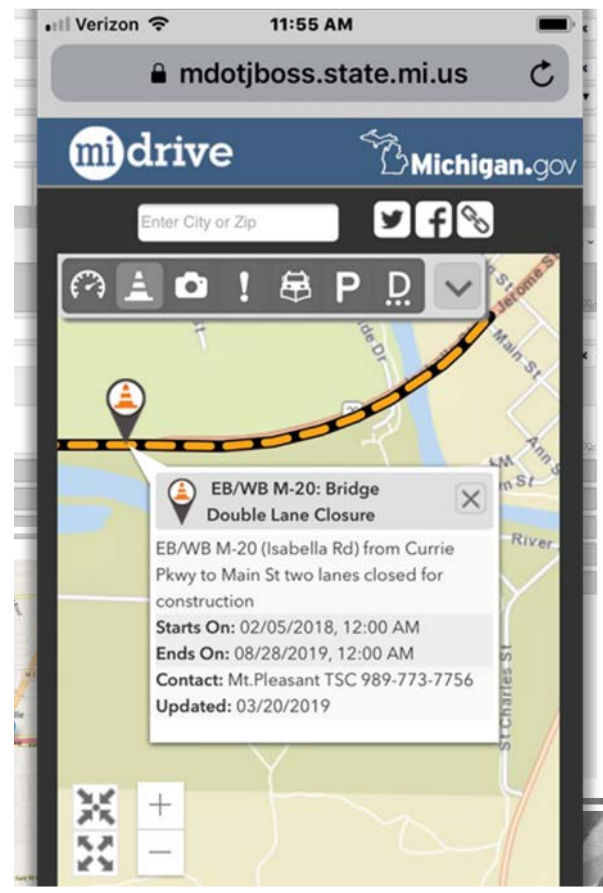 Verizon 11:55 AM
mdotjboss.state.mi.us
mi drive Michigan.gov
Enter City or Zip
P D
Jerome St
Main St
Ann St
River
St Charles St
EB/WB M-20: Bridge
Double Lane Closure
EB/WB M-20 (Isabella Rd) from Currie
Pkwy to Main St two lanes closed for
construction
Starts On: 02/05/2018, 12:00 AM
Ends On: 08/28/2019, 12:00 AM
Contact: Mt.Pleasant TSC 989-773-7756
Updated: 03/20/2019